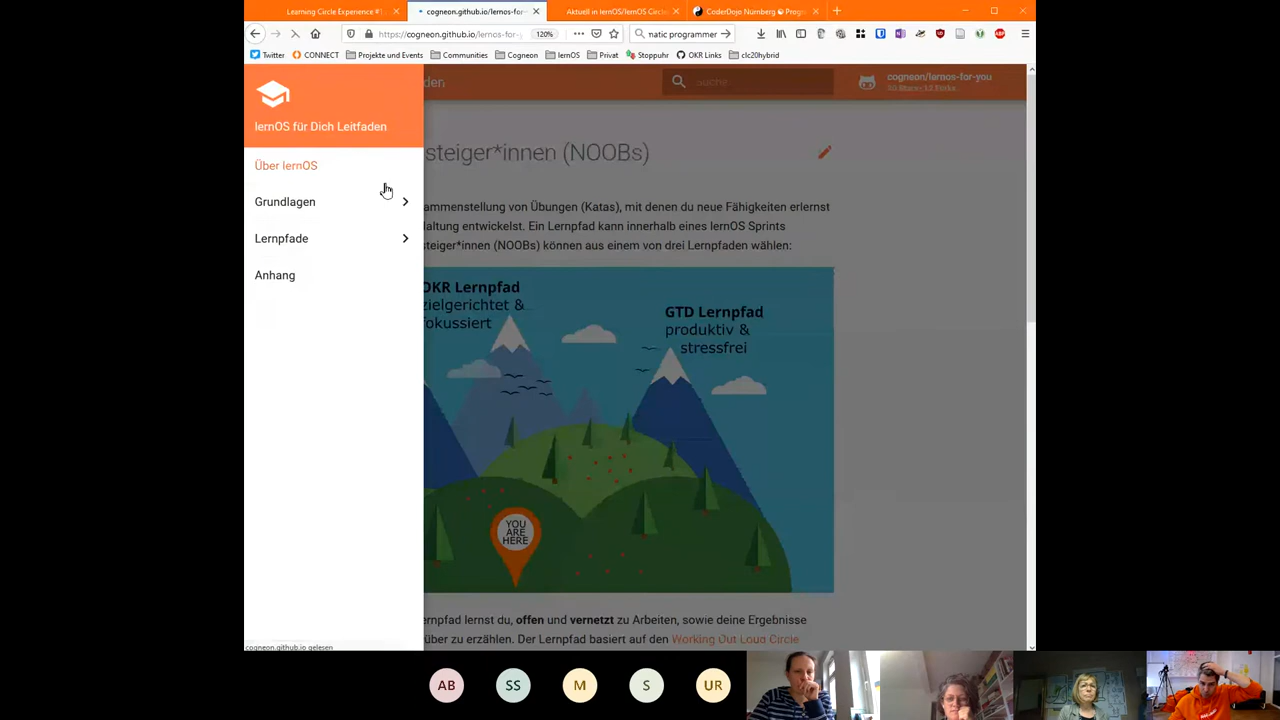 Learning Circle Experience #1
cogneon.github.io/lernos-for-
Aktuell in lernOS/lernOS Circle
CoderDojo Nürnberg
https://cogneon.github.io/lernos-for-
120%
matic programmer
Twitter
CONNECT
Projekte und Events
Communities
Cogneon
lernOS
Privat
Stoppuhr
OKR Links
clc20hybrid
den
Suche
cogneon/lernos-for-you
lernOS für Dich Leitfaden
Über lernOS
Grundlagen
Lernpfade
Anhang
steiger*innen (NOOBs)
ammenstellung von Übungen (Katas), mit denen du neue Fähigkeiten erlernst
altung entwickelst. Ein Lernpfad kann innerhalb eines lernOS Sprints
steiger*innen (NOOBs) können aus einem von drei Lernpfaden wählen:
OKR Lernpfad
zielgerichtet &
fokussiert
GTD Lernpfad
produktiv &
stressfrei
YOU
ARE
HERE
ernpfad lernst du, offen und vernetzt zu Arbeiten, sowie deine Ergebnisse
über zu erzählen. Der Lernpfad basiert auf den Working Out Loud Circle
cogneon.github.io gelesen
AB
SS
M
S
UR